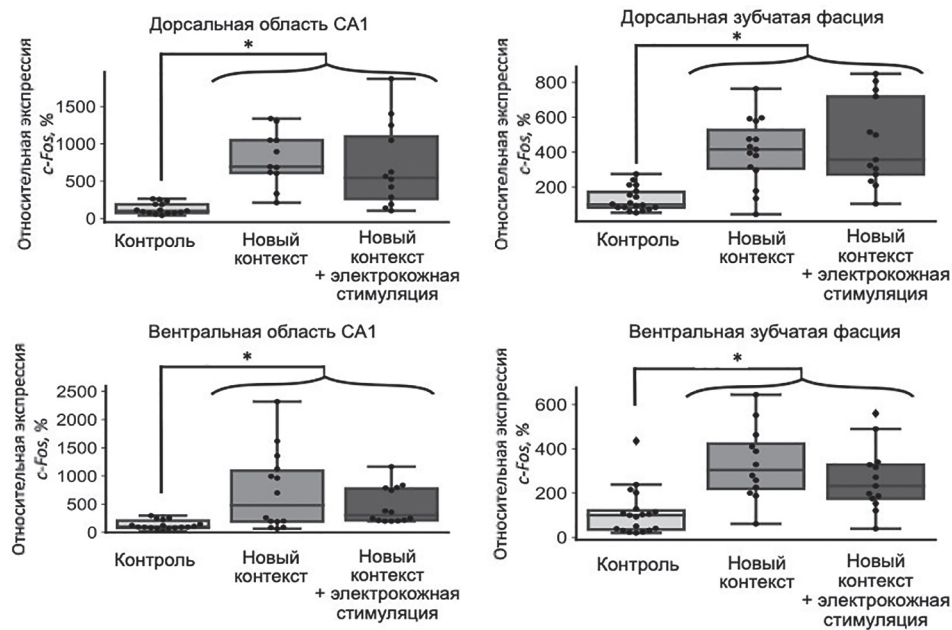 Дорсальная область CA1
*
Относительная экспрессия
c-Fos, %
1500
1000
500
0
Контроль
Новый
контекст
Новый
контекст
+ электрокожная
стимуляция
Дорсальная зубчатая фасция
*
Относительная экспрессия
c-Fos, %
800
600
400
200
Контроль
Новый
контекст
Новый
контекст
+ электрокожная
стимуляция
Вентральная область CA1
*
Относительная экспрессия
c-Fos, %
2500
2000
1500
1000
500
0
Контроль
Новый
контекст
Новый
контекст
+ электрокожная
стимуляция
Вентральная зубчатая фасция
*
Относительная экспрессия
c-Fos, %
600
400
200
0
Контроль
Новый
контекст
Новый
контекст
+ электрокожная
стимуляция